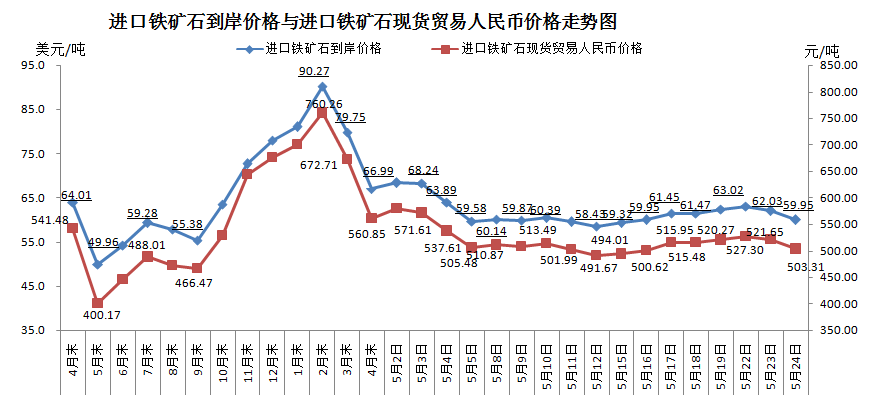 进口铁矿石到岸价格与进口铁矿石现货贸易人民币价格走势图
美元/吨
进口铁矿石到岸价格
进口铁矿石现货贸易人民币价格
元/吨
95.0
85.0
75.0
65.0
55.0
45.0
35.0
850.00
800.00
750.00
700.00
650.00
600.00
550.00
500.00
450.00
400.00
350.00
64.01
49.96
59.28
55.38
90.27
79.75
66.99
68.24
63.89
59.58
60.14
59.87
60.39
58.43
59.32
59.95
61.45
61.47
63.02
62.03
59.95
541.48
400.17
488.01
466.47
760.26
672.71
560.85
571.61
537.61
505.48
510.87
513.49
501.99
491.67
494.01
500.62
515.95
515.48
520.27
527.30
521.65
503.31
4月末
5月末
6月末
7月末
8月末
9月末
10月末
11月末
12月末
1月末
2月末
3月末
4月末
5月2日
5月3日
5月4日
5月5日
5月8日
5月9日
5月10日
5月11日
5月12日
5月15日
5月16日
5月17日
5月18日
5月19日
5月22日
5月23日
5月24日